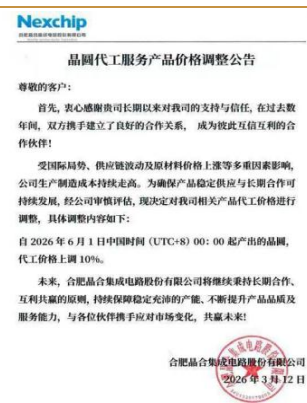 Nexchip
晶圆代工服务产品价格调整公告
尊敬的客户：
首先，衷心感谢贵司长期以来对我司的支持与信任，在过去数
年间，双方携手建立了良好的合作关系， 成为彼此互信互利的合
作伙伴！
受国际局势、供应链波动及原材料价格上涨等多重因素影响，
公司生产制造成本持续走高。为确保产品稳定供应与长期合作可
持续发展，经公司审慎评估，现决定对我司相关产品代工价格进行
调整，具体调整内容如下：
自 2026 年 6 月 1 日中国时间（UTC+8）00：00 起产出的晶圆，
代工价格上调 10%。
未来，合肥晶合集成电路股份有限公司将继续秉持长期合作、
互利共赢的原则，持续保障稳定充沛的产能、不断提升产品品质及
服务能力，与各位伙伴携手应对市场变化，共赢未来！
合肥晶合集成电路股份有限公司
2026 年 3 月 12 日